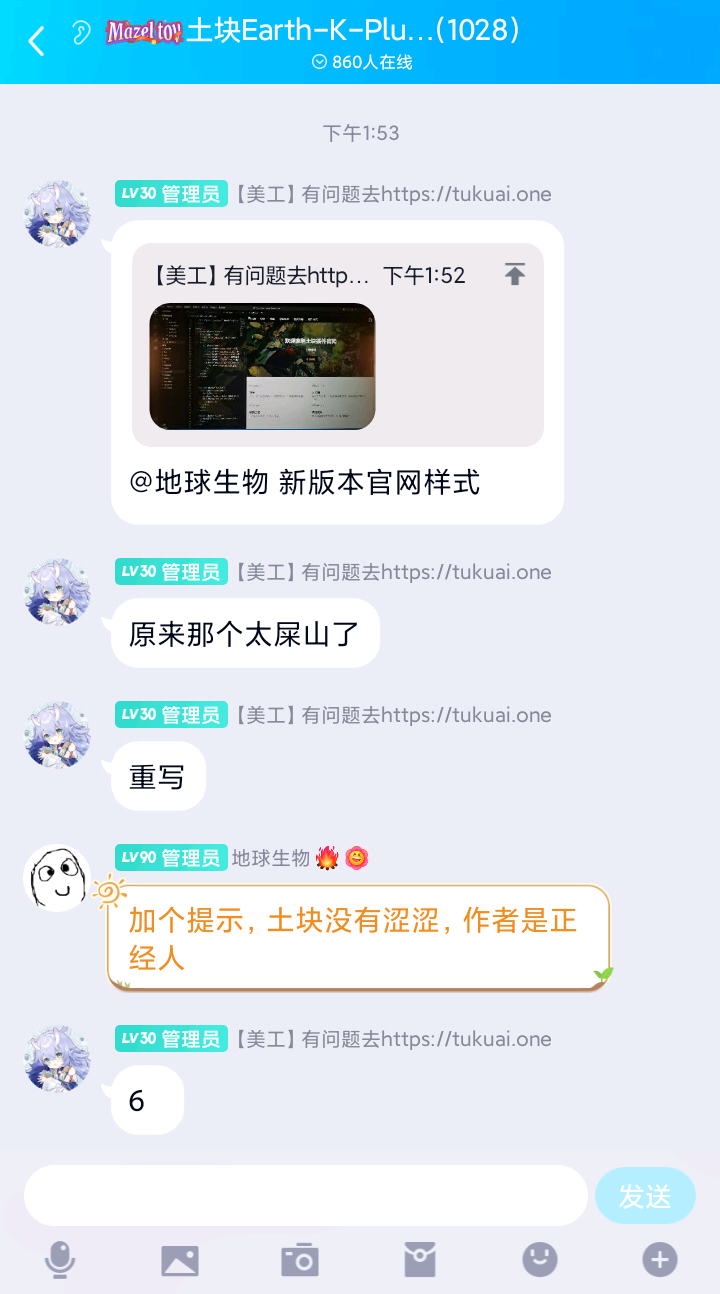 Mazel tov 土块Earth-K-Plu...(1028)
860人在线
下午1:53
LV30 管理员 【美工】有问题去https://tukuai.one
【美工】有问题去http... 下午1:52
@地球生物 新版本官网样式
LV30 管理员 【美工】有问题去https://tukuai.one
原来那个太屎山了
LV30 管理员 【美工】有问题去https://tukuai.one
重写
LV90 管理员 地球生物
加个提示，土块没有涩涩，作者是正
经人
LV30 管理员 【美工】有问题去https://tukuai.one
6
发送